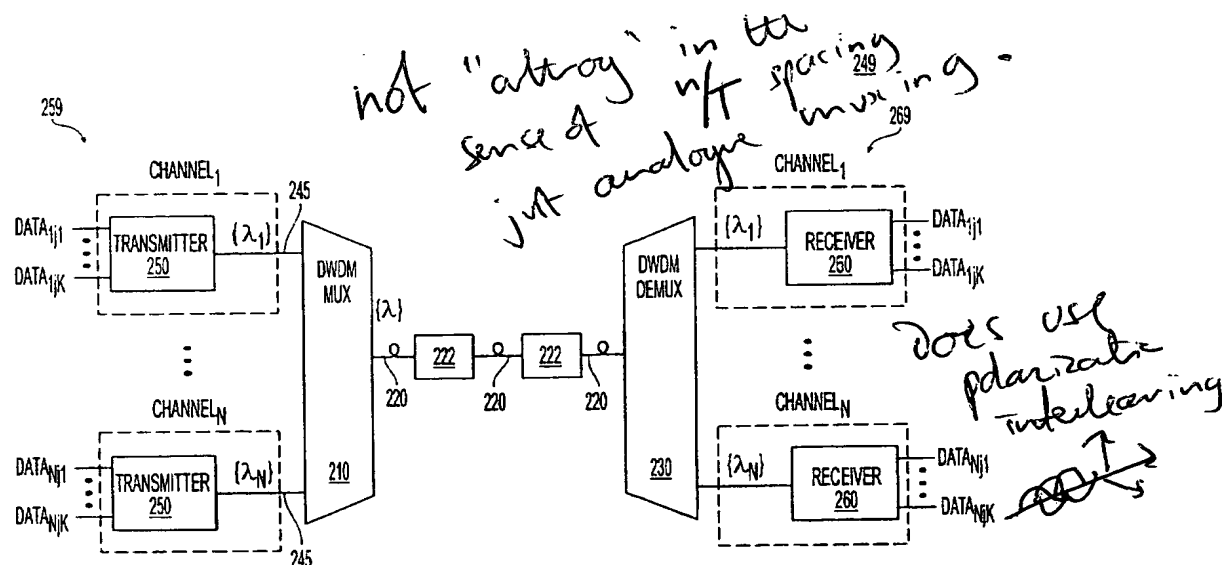 not " " in the
sense of n/T spacing
just analogue muxing.
249
259
269
CHANNEL1
245
DATA1j1
DATA1jK
TRANSMITTER
250
{λ1}
DWDM
MUX
210
{λ}
220
222
220
222
220
DWDM
DEMUX
230
CHANNEL1
{λ1}
RECEIVER
260
DATA1j1
DATA1jK
Does use
polarization
interleaving
CHANNELN
DATANj1
DATANjK
TRANSMITTER
250
{λN}
245
CHANNELN
{λN}
RECEIVER
260
DATANj1
DATANjK